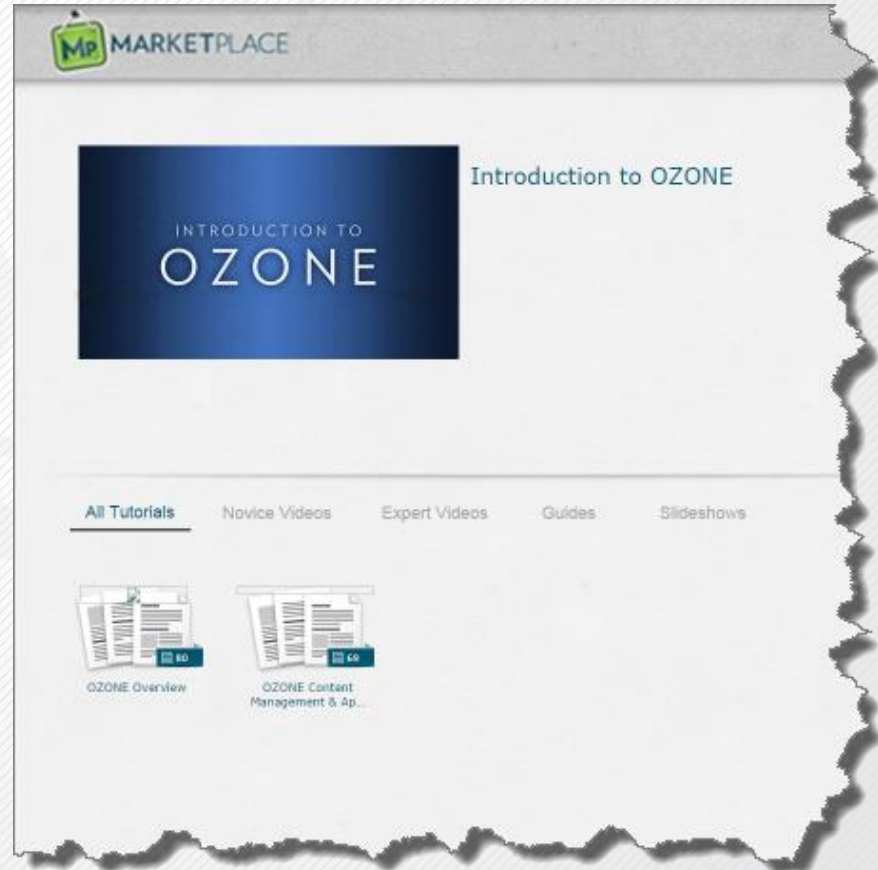 Mp MARKETPLACE
INTRODUCTION TO
OZONE
Introduction to OZONE
All Tutorials Novice Videos Expert Videos Guides Slideshows
80
69
OZONE Overview
OZONE Content
Management & Ap...